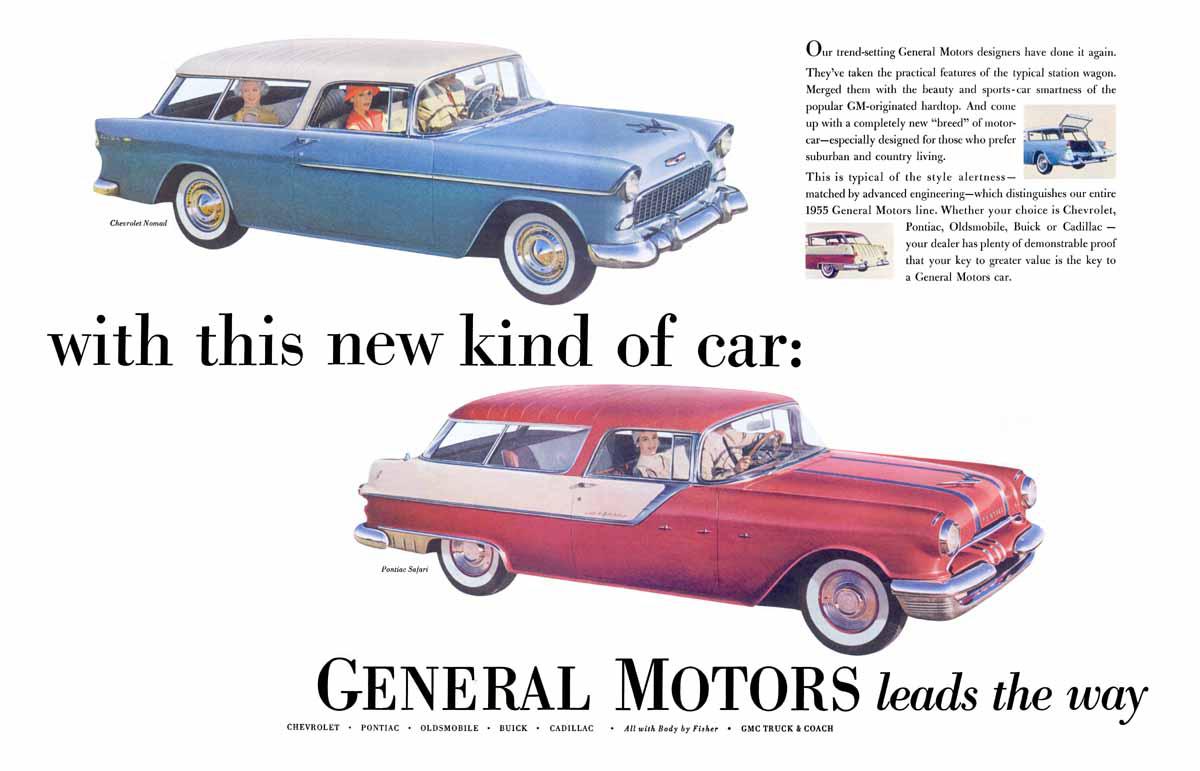 Our trend-setting General Motors designers have done it again.
They've taken the practical features of the typical station wagon.
Merged them with the beauty and sports-car smartness of the
popular GM-originated hardtop. And come
up with a completely new “breed” of motor-
car—especially designed for those who prefer
suburban and country living.
This is typical of the style alertness—
matched by advanced engineering—which distinguishes our entire
1955 General Motors line. Whether your choice is Chevrolet,
Pontiac, Oldsmobile, Buick or Cadillac —
your dealer has plenty of demonstrable proof
that your key to greater value is the key to
a General Motors car.
Chevrolet Nomad
with this new kind of car:
PONTIAC
Pontiac Safari
GENERAL MOTORS leads the way
CHEVROLET • PONTIAC • OLDSMOBILE • BUICK • CADILLAC • All with Body by Fisher • GMC TRUCK & COACH